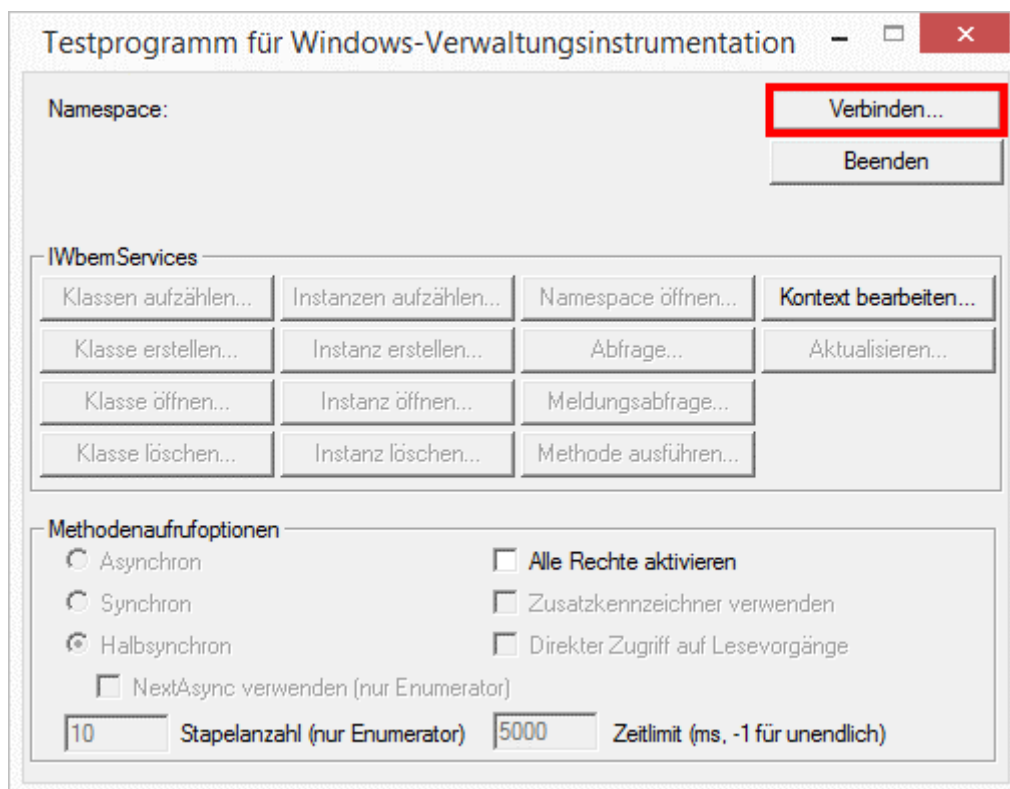 Testprogramm für Windows-Verwaltungsinstrumentation
Namespace:
Verbinden...
Beenden
IWbemServices
Klassen aufzählen... Instanzen aufzählen... Namespace öffnen... Kontext bearbeiten...
Klasse erstellen... Instanz erstellen... Abfrage... Aktualisieren...
Klasse öffnen... Instanz öffnen... Meldungsabfrage...
Klasse löschen... Instanz löschen... Methode ausführen...
Methodenaufrufoptionen
Asynchron Alle Rechte aktivieren
Synchron Zusatzkennzeichner verwenden
Halbsynchron Direkter Zugriff auf Lesevorgänge
NextAsync verwenden (nur Enumerator)
10 Stapelanzahl (nur Enumerator) 5000 Zeitlimit (ms, -1 für unendlich)